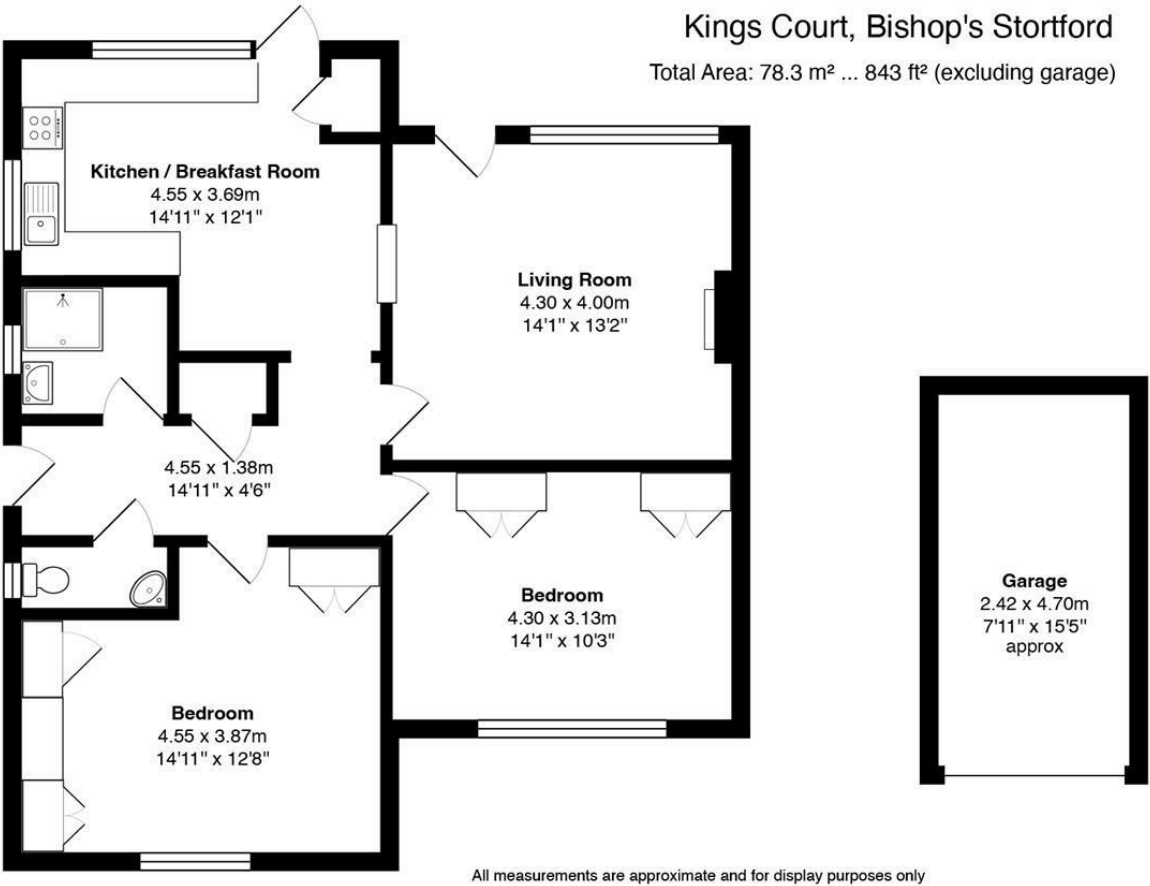 Kings Court, Bishop's Stortford
Total Area: 78.3 m² ... 843 ft² (excluding garage)
Kitchen / Breakfast Room
4.55 x 3.69m
14'11" x 12'1"
Living Room
4.30 x 4.00m
14'1" x 13'2"
4.55 x 1.38m
14'11" x 4'6"
Bedroom
4.30 x 3.13m
14'1" x 10'3"
Garage
2.42 x 4.70m
7'11" x 15'5"
approx
Bedroom
4.55 x 3.87m
14'11" x 12'8"
All measurements are approximate and for display purposes only